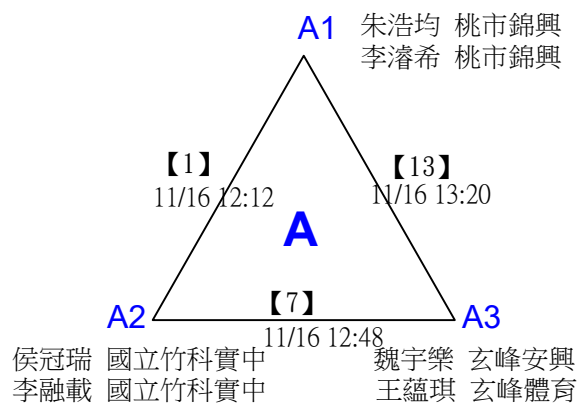 A1
朱浩均 桃市錦興
李濬希 桃市錦興
【1】
11/16 12:12
【13】
11/16 13:20
A
A2
【7】
11/16 12:48
A3
侯冠瑞 國立竹科實中
李融載 國立竹科實中
魏宇樂 玄峰安興
王蘊琪 玄峰體育